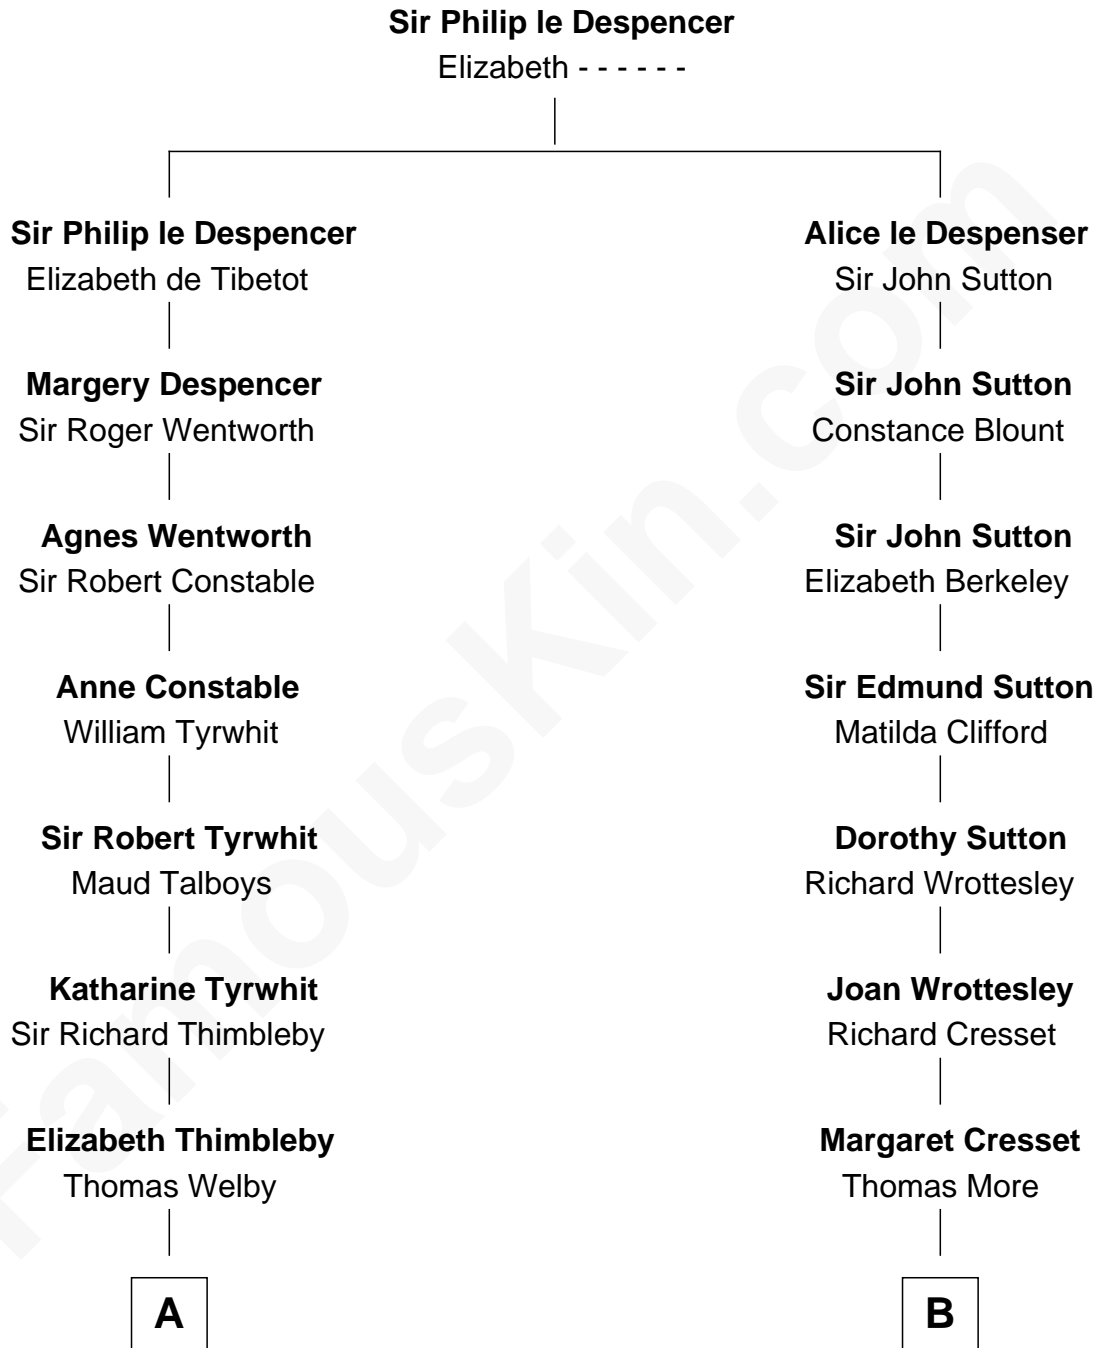 Sir Philip le Despencer
Elizabeth - - - - - -
Sir Philip le Despencer
Elizabeth de Tibetot
Margery Despencer
Sir Roger Wentworth
Agnes Wentworth
Sir Robert Constable
Anne Constable
William Tyrwhit
Sir Robert Tyrwhit
Maud Talboys
Katharine Tyrwhit
Sir Richard Thimbleby
Elizabeth Thimbleby
Thomas Welby
A
Alice le Despenser
Sir John Sutton
Sir John Sutton
Constance Blount
Sir John Sutton
Elizabeth Berkeley
Sir Edmund Sutton
Matilda Clifford
Dorothy Sutton
Richard Wrottesley
Joan Wrottesley
Richard Cresset
Margaret Cresset
Thomas More
B
FamousKin.com